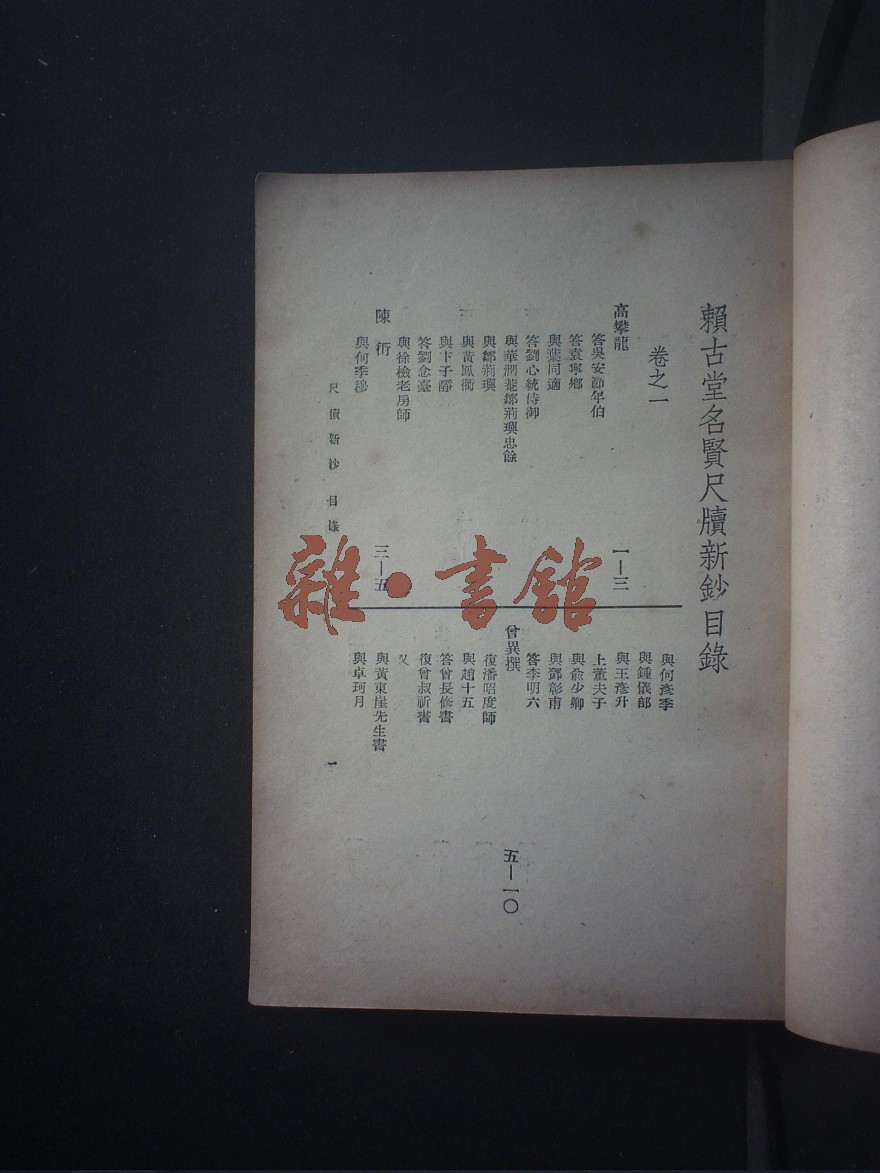 賴古堂名賢尺牘新鈔目錄
卷之一
高攀龍 一—三
答吳安節年伯
答袁寧鄉
與葉同適
答劉心統侍御
與華潤菴鄒荊璵忠餘
與鄒荊璵
與黃鳳衢
與卞子靜
答劉念臺
與徐檢老房師
陳衎 三—五
與何季穆
與何彥季
與鍾儀部
與王彥升
上董夫子
與俞少卿
與鄧彰甫
答李明六
曾異撰 五—一〇
復潘昭度師
與趙十五
答曾長修書
復曾叔祈書
又
與黃東崖先生書
與卓珂月
尺牘新鈔 目錄 一
雜·書館